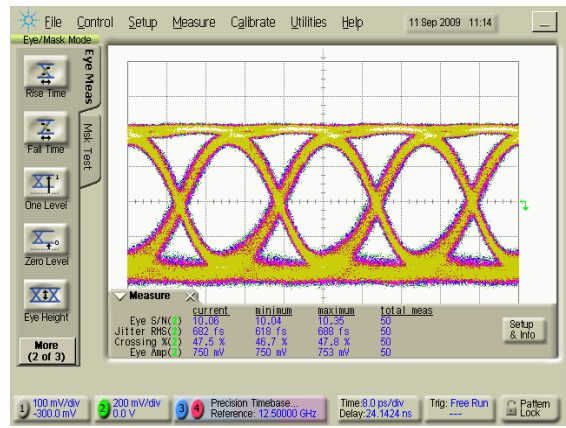 File Control Setup Measure Calibrate Utilities Help 11 Sep 2009 11:14
Eye/Mask Mode
Eye Meas
Msk Test
Rise Time
Fall Time
One Level
Zero Level
Eye Height
More
(2 of 3)
Measure
current minimum maximum total meas
Eye S/N(2) 10.06 10.04 10.35 50
Jitter RMS(2) 682 fs 618 fs 688 fs 50
Crossing %(2) 47.5 % 46.7 % 47.8 % 50
Eye Amp(2) 750 mV 750 mV 753 mV 50
Setup
& Info
1 100 mV/div
-300.0 mV
2 200 mV/div
0.0 V
3 4 Precision Timebase...
Reference: 12.50000 GHz
Time:8.0 ps/div
Delay:24.1424 ns
Trig: Free Run
---
Pattern
Lock